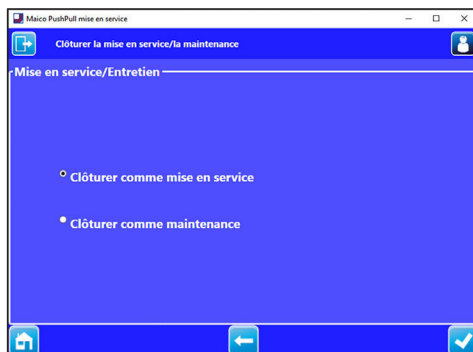 Maico PushPull mise en service
Clôturer la mise en service/la maintenance
Mise en service/Entretien
Clôturer comme mise en service
Clôturer comme maintenance